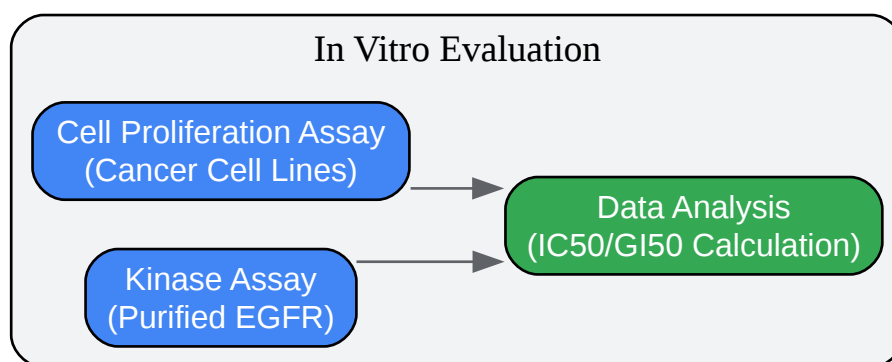 In Vitro Evaluation
Cell Proliferation Assay
(Cancer Cell Lines)
Data Analysis
(IC50/GI50 Calculation)
Kinase Assay
(Purified EGFR)